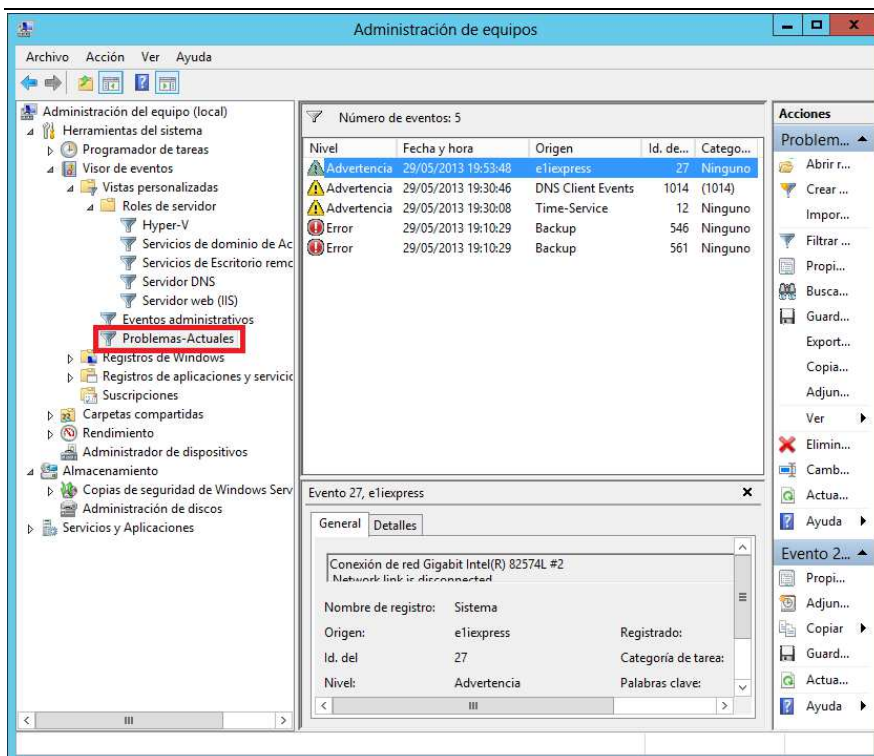 Administración de equipos
Archivo Acción Ver Ayuda
Administración del equipo (local)
Herramientas del sistema
Programador de tareas
Visor de eventos
Vistas personalizadas
Roles de servidor
Hyper-V
Servicios de dominio de Ac
Servicios de Escritorio remc
Servidor DNS
Servidor web (IIS)
Eventos administrativos
Problemas-Actuales
Registros de Windows
Registros de aplicaciones y servicic
Suscripciones
Carpetas compartidas
Rendimiento
Administrador de dispositivos
Almacenamiento
Copias de seguridad de Windows Serv
Administración de discos
Servicios y Aplicaciones
Número de eventos: 5
Nivel Fecha y hora Origen Id. de... Catego...
Advertencia 29/05/2013 19:53:48 e1iexpress 27 Ninguno
Advertencia 29/05/2013 19:30:46 DNS Client Events 1014 (1014)
Advertencia 29/05/2013 19:30:08 Time-Service 12 Ninguno
Error 29/05/2013 19:10:29 Backup 546 Ninguno
Error 29/05/2013 19:10:29 Backup 561 Ninguno
Evento 27, e1iexpress
General Detalles
Conexión de red Gigabit Intel(R) 82574L #2
Network link is disconnected
Nombre de registro: Sistema
Origen: e1iexpress Registrado:
Id. del 27 Categoría de tarea:
Nivel: Advertencia Palabras clave:
Acciones
Problem...
Abrir r...
Crear ...
Impor...
Filtrar ...
Propi...
Busca...
Guard...
Export...
Copia...
Adjun...
Ver
Elimin...
Camb...
Actua...
Ayuda
Evento 2...
Propi...
Adjun...
Copiar
Guard...
Actua...
Ayuda